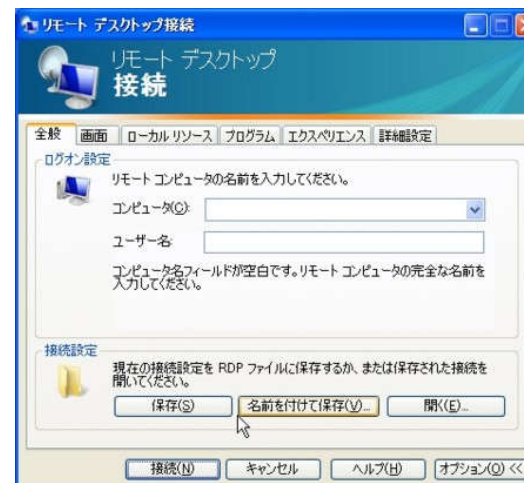 リモート デスクトップ接続
リモート デスクトップ
接続
全般 画面 ローカル リソース プログラム エクスペリエンス 詳細設定
ログオン設定
リモート コンピュータの名前を入力してください。
コンピュータ(C):
ユーザー名:
コンピュータ名フィールドが空白です。リモート コンピュータの完全な名前を
入力してください。
接続設定
現在の接続設定を RDP ファイルに保存するか、または保存された接続を
開いてください。
保存(S) 名前を付けて保存(V)... 開く(E)...
接続(N) キャンセル ヘルプ(H) オプション(O) <<